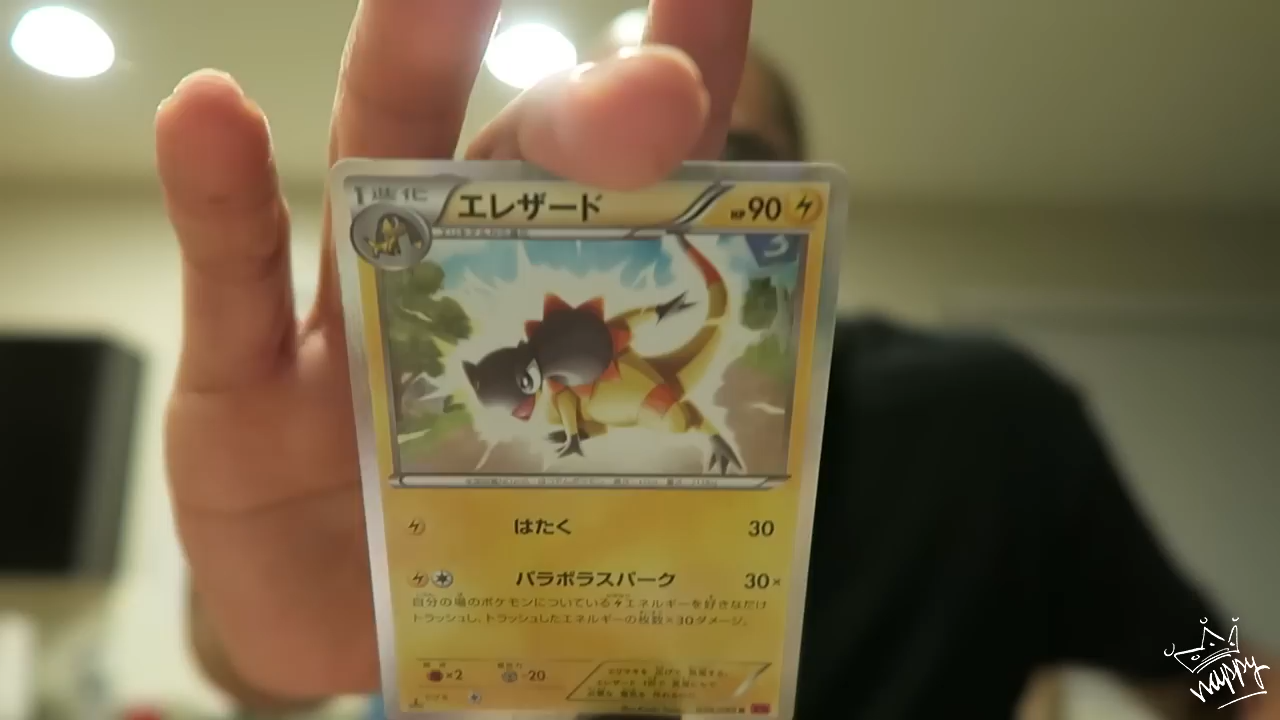 1進化
エレザード
HP90
はたく 30
パラボラスパーク 30×
自分の場のポケモンについているエネルギーを好きなだけ
トラッシュし、トラッシュしたエネルギーの枚数×30ダメージ。
×2
-20
nappy